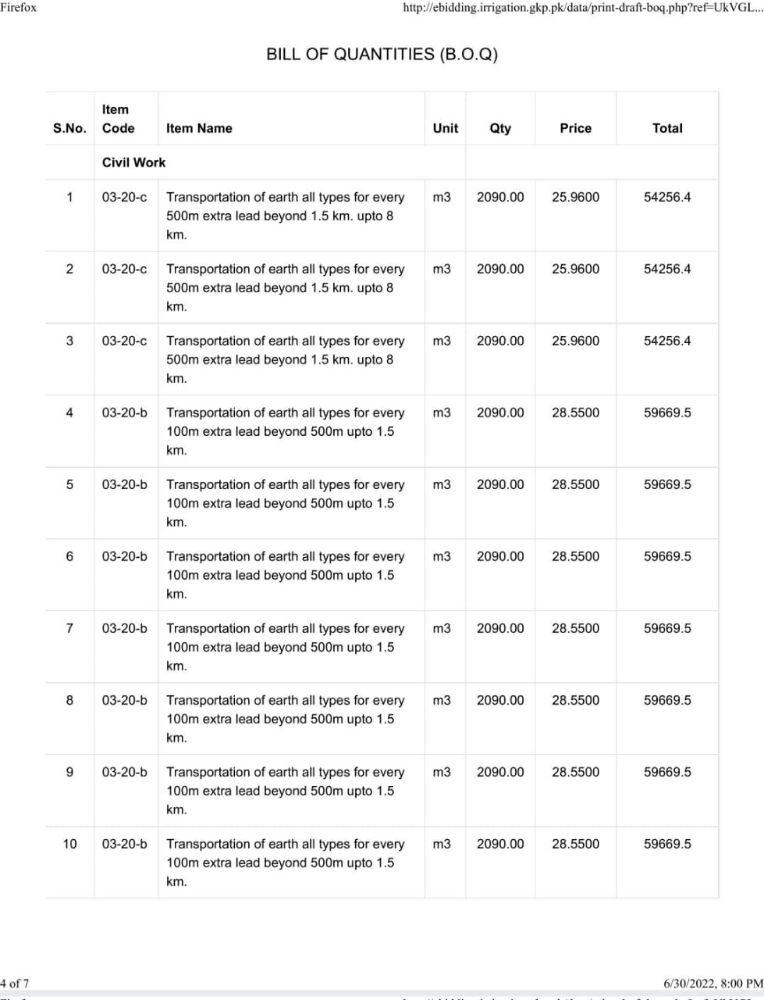 Firefox
http://ebidding.irrigation.gkp.pk/data/print-draft-boq.php?ref=UkVGL...
BILL OF QUANTITIES (B.O.Q)
S.No. Item Code Item Name Unit Qty Price Total
Civil Work
1 03-20-c Transportation of earth all types for every m3 2090.00 25.9600 54256.4
500m extra lead beyond 1.5 km. upto 8
km.
2 03-20-c Transportation of earth all types for every m3 2090.00 25.9600 54256.4
500m extra lead beyond 1.5 km. upto 8
km.
3 03-20-c Transportation of earth all types for every m3 2090.00 25.9600 54256.4
500m extra lead beyond 1.5 km. upto 8
km.
4 03-20-b Transportation of earth all types for every m3 2090.00 28.5500 59669.5
100m extra lead beyond 500m upto 1.5
km.
5 03-20-b Transportation of earth all types for every m3 2090.00 28.5500 59669.5
100m extra lead beyond 500m upto 1.5
km.
6 03-20-b Transportation of earth all types for every m3 2090.00 28.5500 59669.5
100m extra lead beyond 500m upto 1.5
km.
7 03-20-b Transportation of earth all types for every m3 2090.00 28.5500 59669.5
100m extra lead beyond 500m upto 1.5
km.
8 03-20-b Transportation of earth all types for every m3 2090.00 28.5500 59669.5
100m extra lead beyond 500m upto 1.5
km.
9 03-20-b Transportation of earth all types for every m3 2090.00 28.5500 59669.5
100m extra lead beyond 500m upto 1.5
km.
10 03-20-b Transportation of earth all types for every m3 2090.00 28.5500 59669.5
100m extra lead beyond 500m upto 1.5
km.
4 of 7
6/30/2022, 8:00 PM